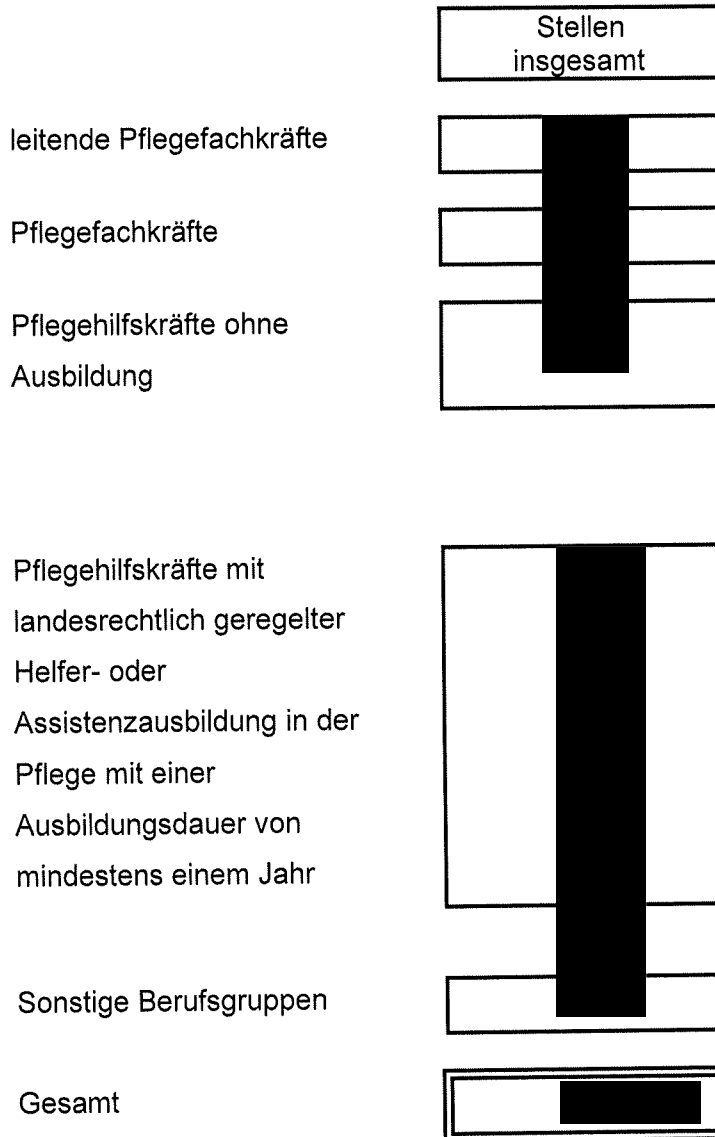 Stellen
insgesamt
leitende Pflegefachkräfte
Pflegefachkräfte
Pflegehilfskräfte ohne
Ausbildung
Pflegehilfskräfte mit
landesrechtlich geregelter
Helfer- oder
Assistenzausbildung in der
Pflege mit einer
Ausbildungsdauer von
mindestens einem Jahr
Sonstige Berufsgruppen
Gesamt